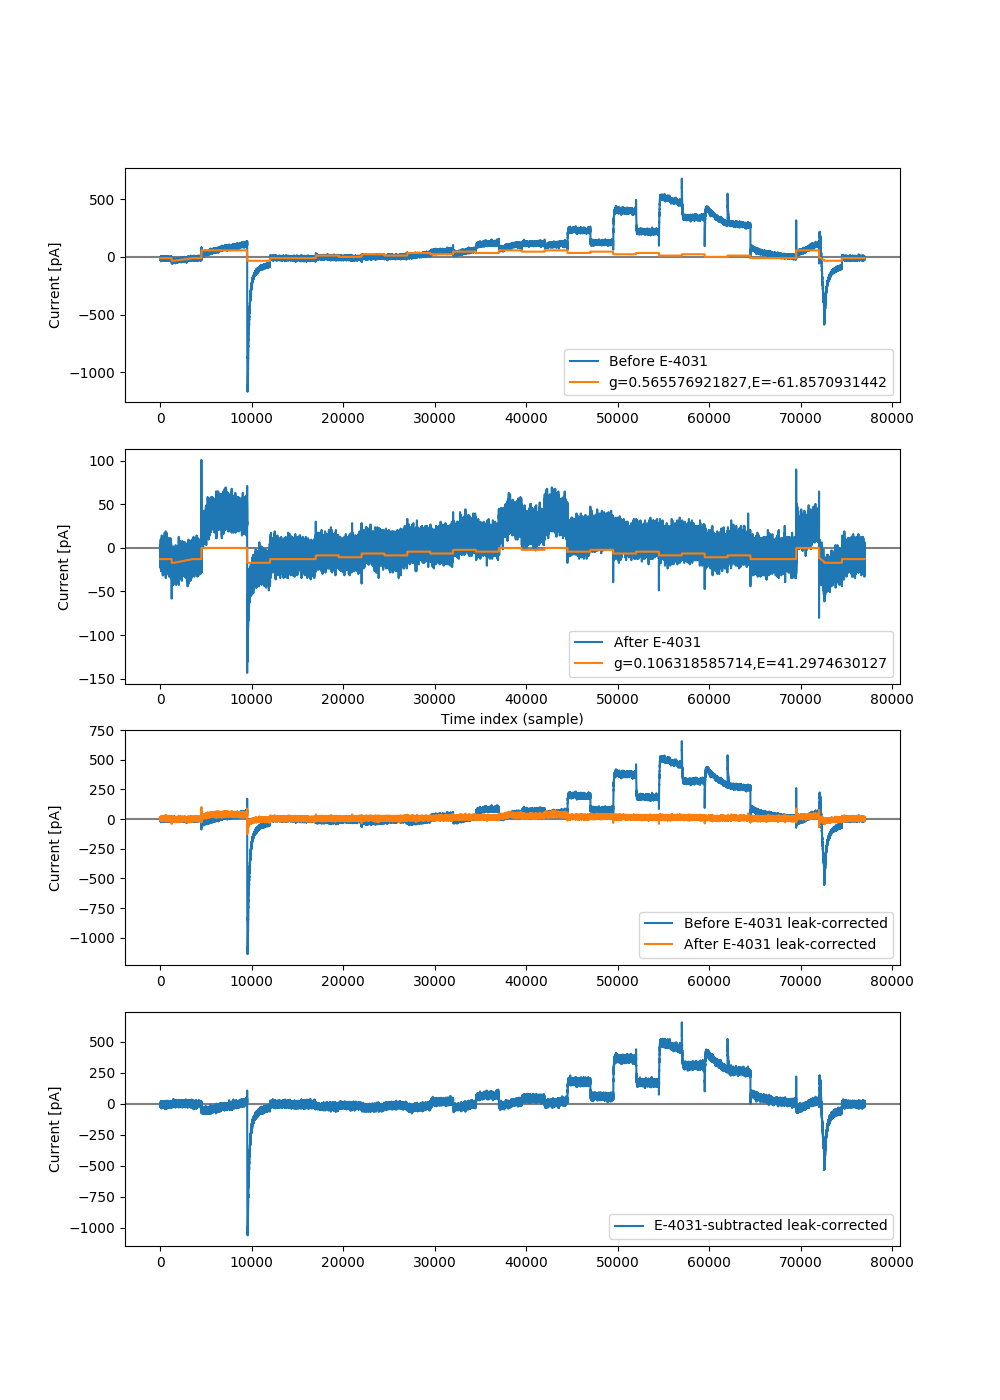 500
0
−500
−1000
Current [pA]
Before E-4031
g=0.565576921827,E=-61.8570931442
0 10000 20000 30000 40000 50000 60000 70000 80000
100
50
0
−50
−100
−150
Current [pA]
After E-4031
g=0.106318585714,E=41.2974630127
0 10000 20000 30000 40000 50000 60000 70000 80000
Time index (sample)
750
500
250
0
−250
−500
−750
−1000
Current [pA]
Before E-4031 leak-corrected
After E-4031 leak-corrected
0 10000 20000 30000 40000 50000 60000 70000 80000
500
250
0
−250
−500
−750
−1000
Current [pA]
E-4031-subtracted leak-corrected
0 10000 20000 30000 40000 50000 60000 70000 80000